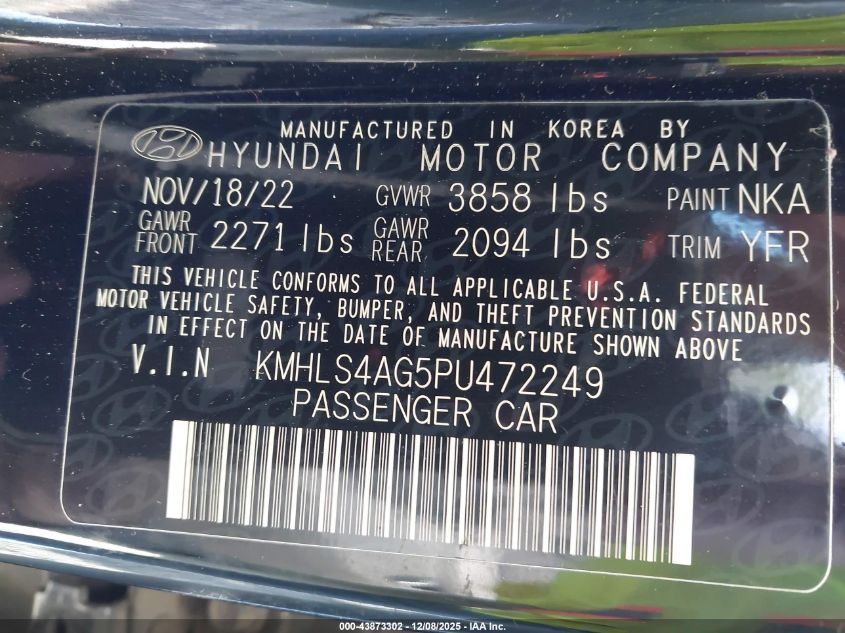 MANUFACTURED IN KOREA BY
HYUNDAI MOTOR COMPANY
NOV/18/22 GVWR 3858 lbs PAINT NKA
GAWR FRONT 2271 lbs GAWR REAR 2094 lbs TRIM YFR
THIS VEHICLE CONFORMS TO ALL APPLICABLE U.S.A. FEDERAL
MOTOR VEHICLE SAFETY, BUMPER, AND THEFT PREVENTION STANDARDS
IN EFFECT ON THE DATE OF MANUFACTURE SHOWN ABOVE
V.I.N KMHLS4AG5PU472249
PASSENGER CAR
000-43873302 - 12/08/2025 - IAA Inc.